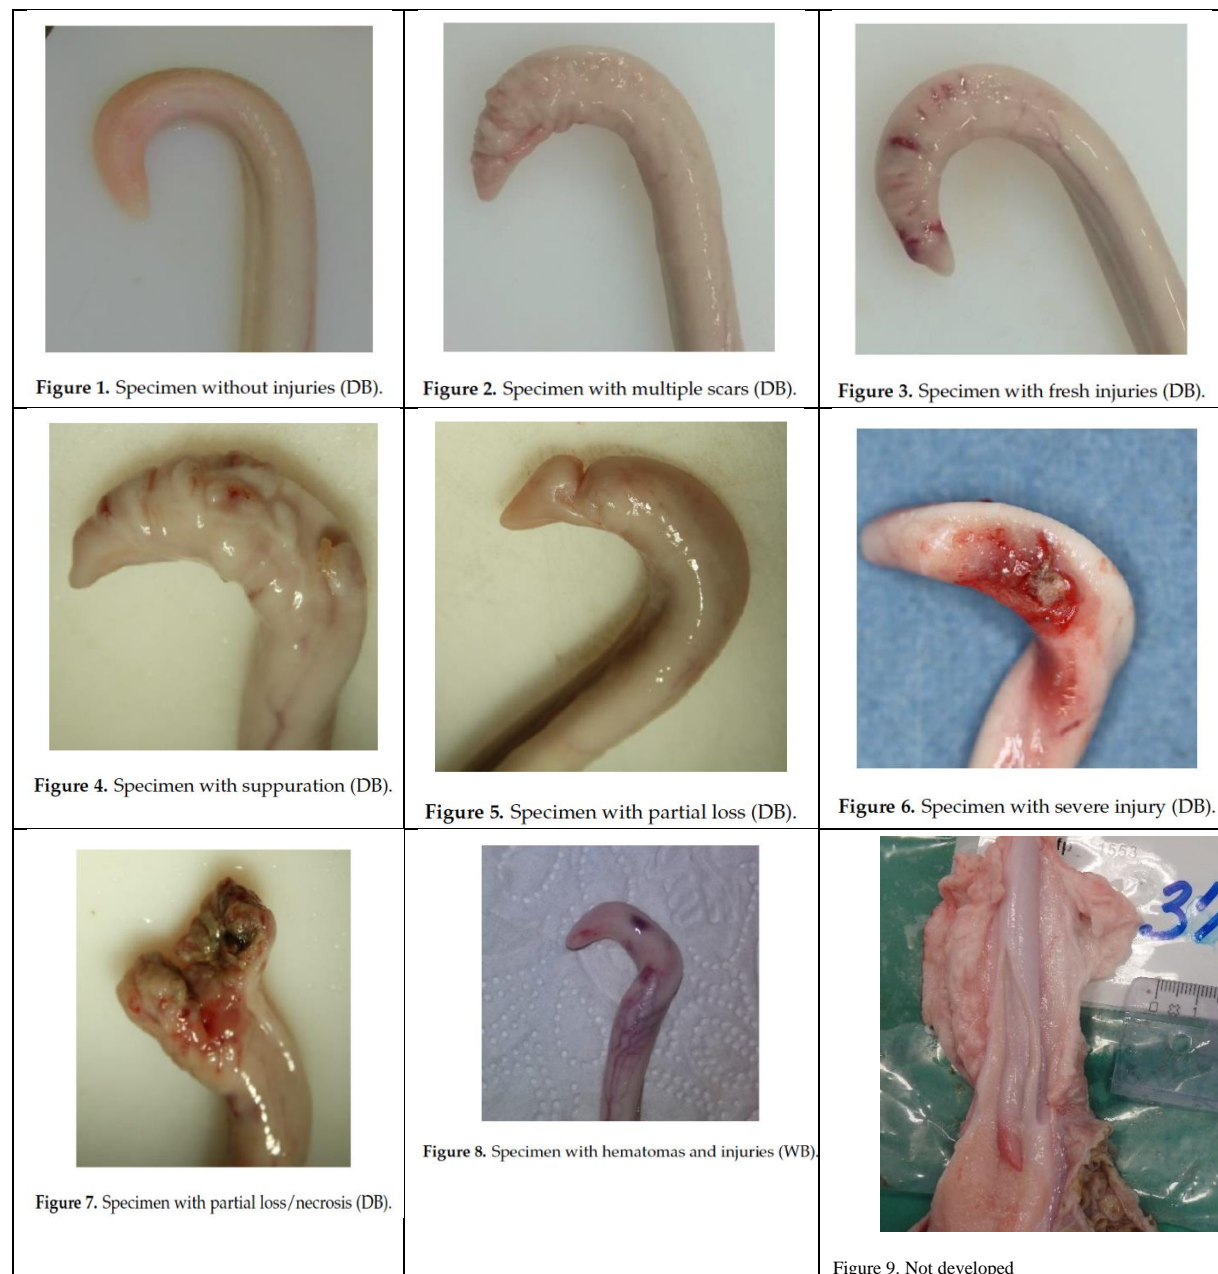 Figure 1. Specimen without injuries (DB).
Figure 2. Specimen with multiple scars (DB).
Figure 3. Specimen with fresh injuries (DB).
Figure 4. Specimen with suppuration (DB).
Figure 5. Specimen with partial loss (DB).
Figure 6. Specimen with severe injury (DB).
1553
31
1
Figure 7. Specimen with partial loss/necrosis (DB).
Figure 8. Specimen with hematomas and injuries (WB).
Figure 9. Not developed